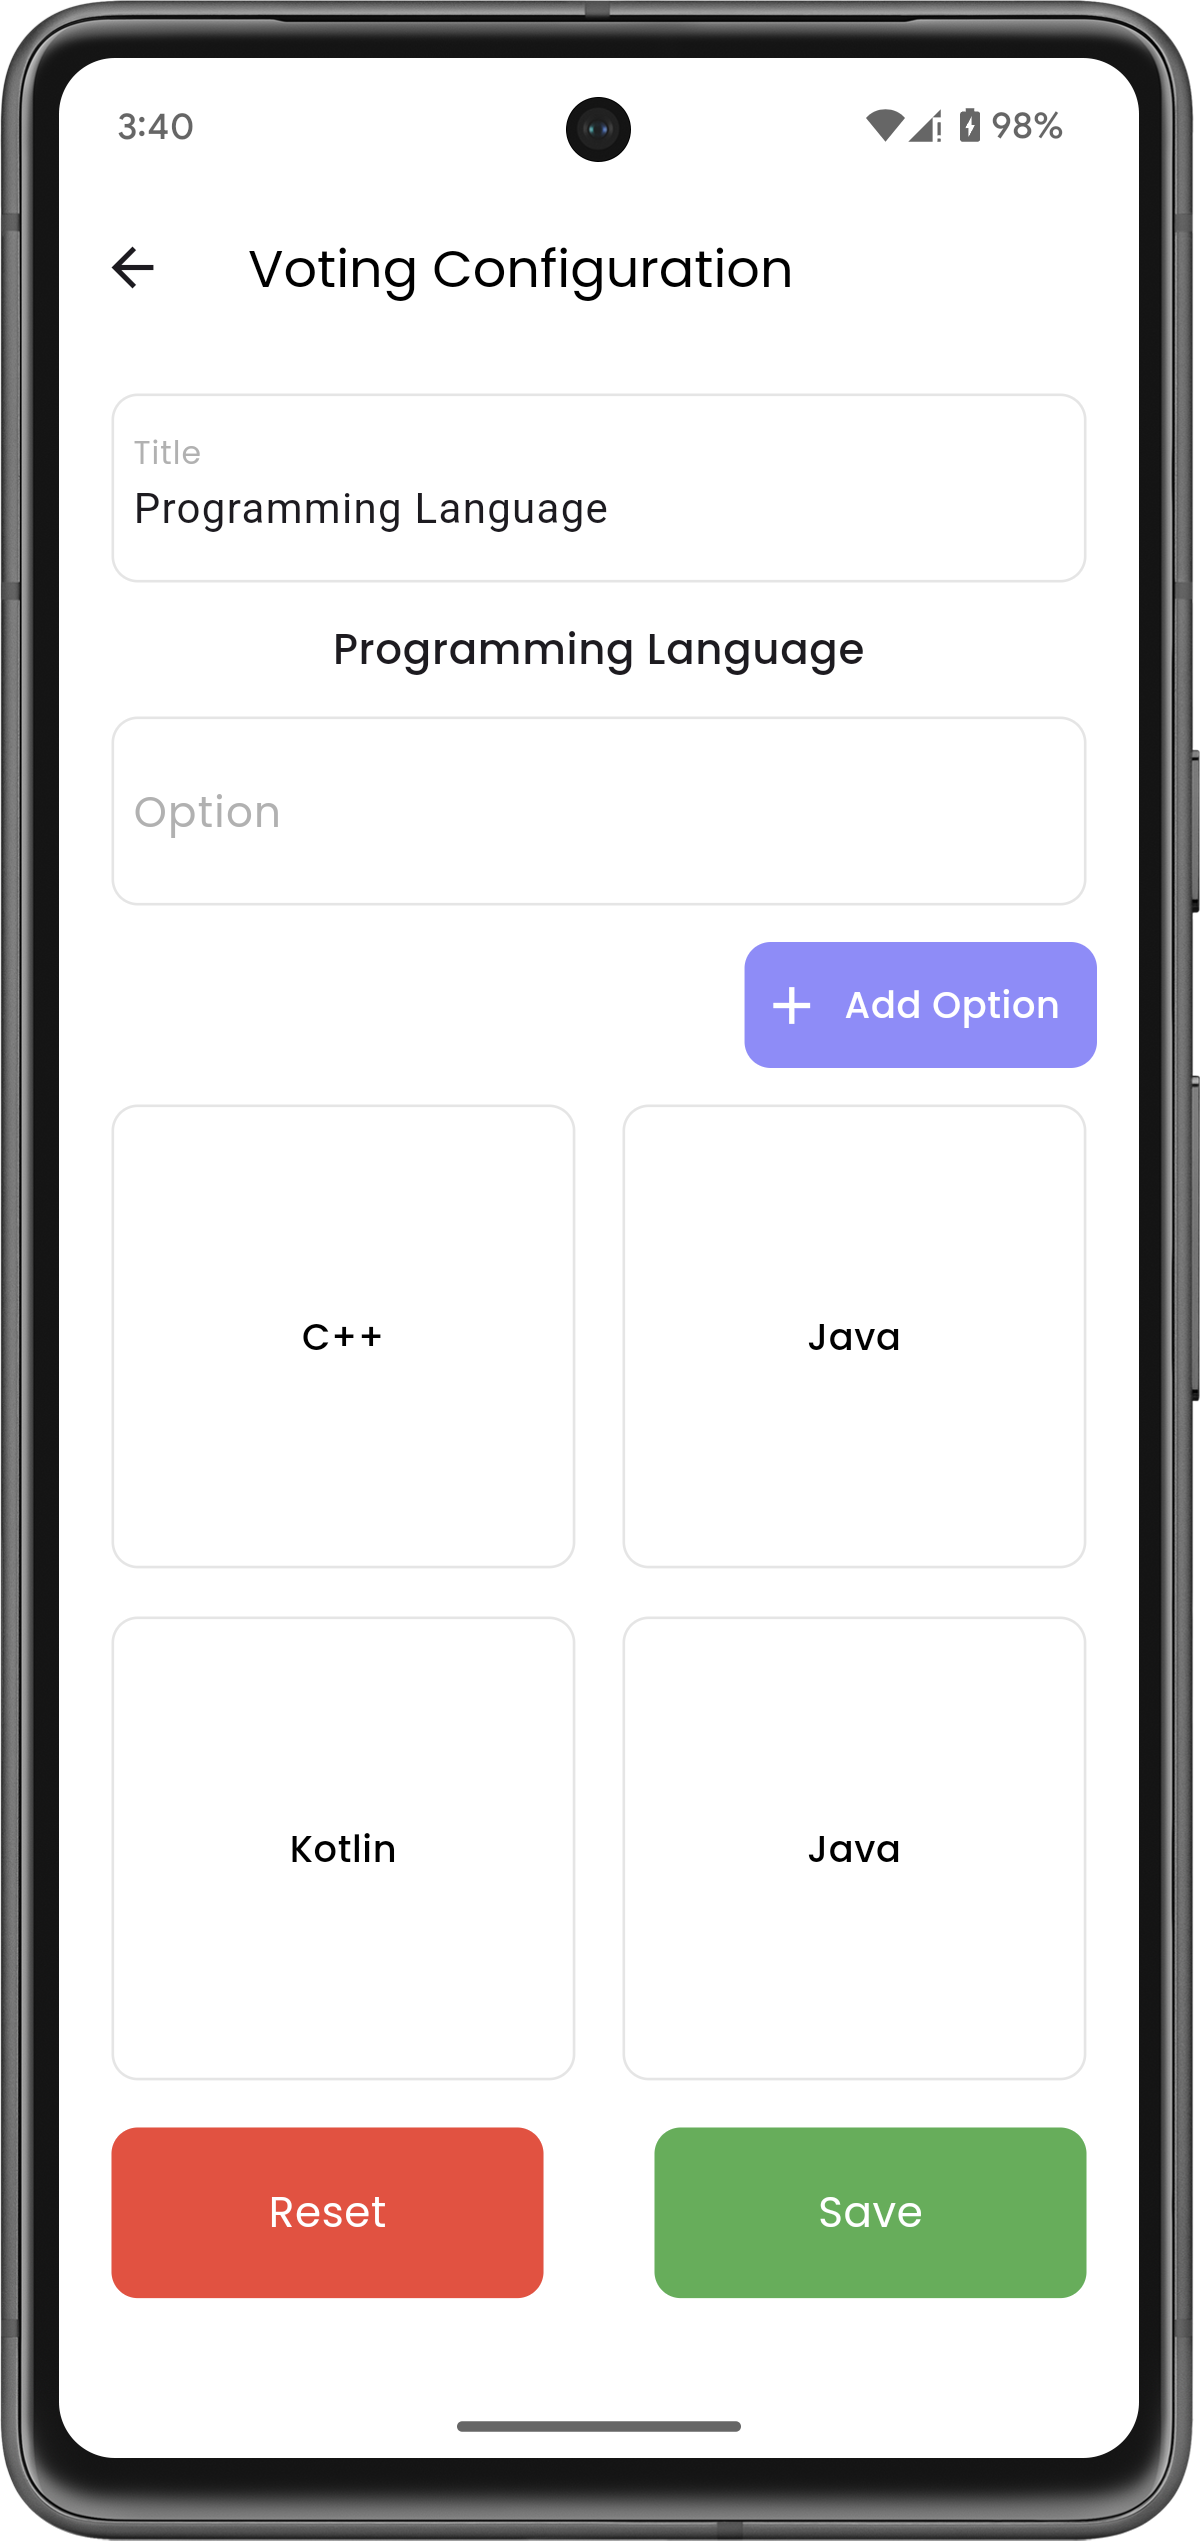 3:40 98%
Voting Configuration
Title
Programming Language
Programming Language
Option
+ Add Option
C++ Java
Kotlin Java
Reset Save